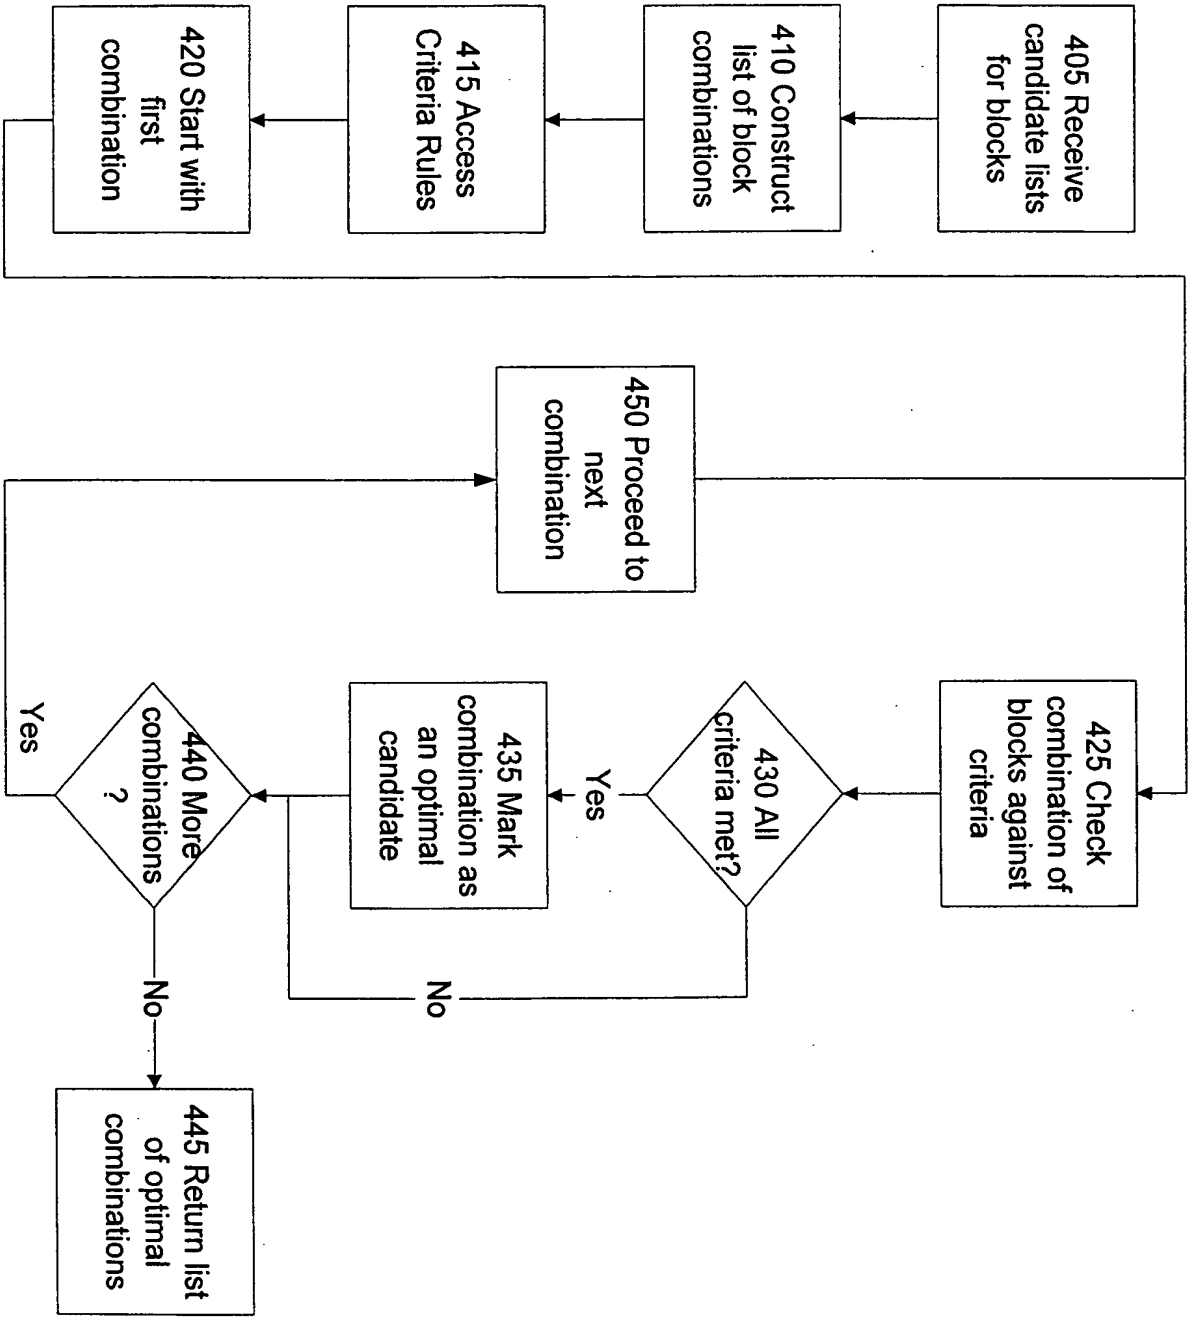 405 Receive
candidate lists
for blocks
410 Construct
list of block
combinations
415 Access
Criteria Rules
420 Start with
first
combination
425 Check
combination of
blocks against
criteria
430 All
criteria met?
Yes
No
435 Mark
combination as
an optimal
candidate
440 More
combinations
?
Yes
No
445 Return list
of optimal
combinations
450 Proceed to
next
combination